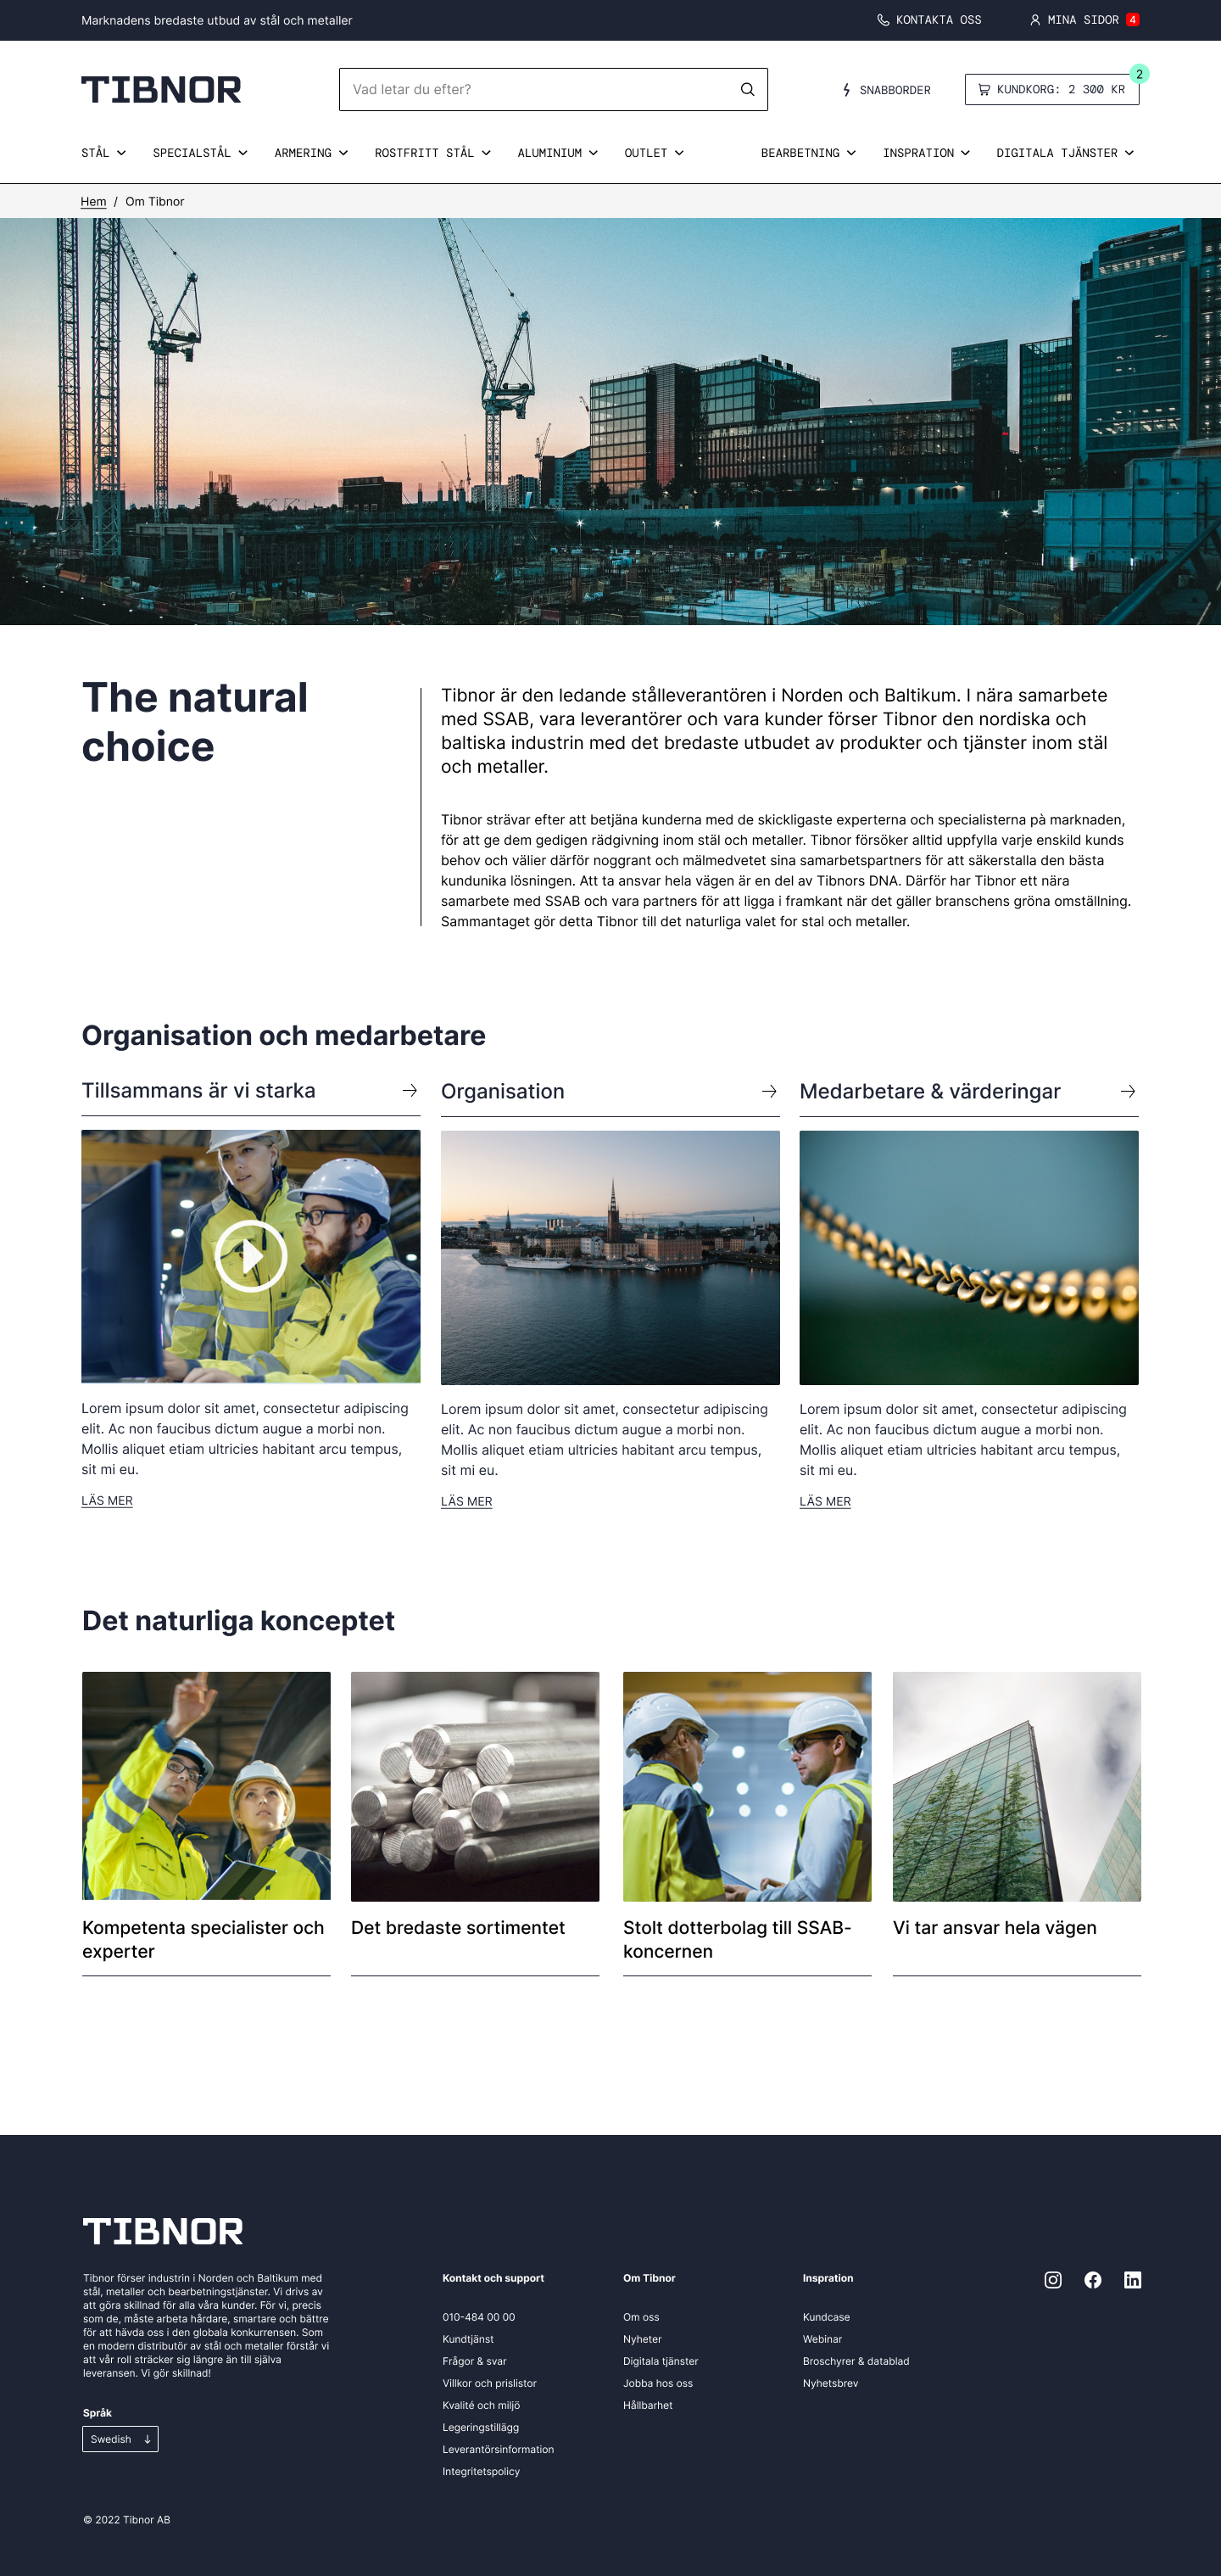 Marknadens bredaste utbud av stål och metaller
KONTAKTA OSS
MINA SIDOR 4
TIBNOR
Vad letar du efter?
SNABBORDER
KUNDKORG: 2 300 KR
2
STÅL
SPECIALSTÅL
ARMERING
ROSTFRITT STÅL
ALUMINIUM
OUTLET
BEARBETNING
INSPRATION
DIGITALA TJÄNSTER
Hem / Om Tibnor
The natural
choice
Tibnor är den ledande stålleverantören i Norden och Baltikum. I nära samarbete
med SSAB, vara leverantörer och vara kunder förser Tibnor den nordiska och
baltiska industrin med det bredaste utbudet av produkter och tjänster inom stäl
och metaller.
Tibnor strävar efter att betjäna kunderna med de skickligaste experterna och specialisterna på marknaden,
för att ge dem gedigen rädgivning inom stäl och metaller. Tibnor försöker alltid uppfylla varje enskild kunds
behov och välier därför noggrant och mälmedvetet sina samarbetspartners för att säkerstalla den bästa
kundunika lösningen. Att ta ansvar hela vägen är en del av Tibnors DNA. Därför har Tibnor ett nära
samarbete med SSAB och vara partners för att ligga i framkant när det gäller branschens gröna omställning.
Sammantaget gör detta Tibnor till det naturliga valet for stal och metaller.
Organisation och medarbetare
Tillsammans är vi starka
Organisation
Medarbetare & värderingar
Lorem ipsum dolor sit amet, consectetur adipiscing
elit. Ac non faucibus dictum augue a morbi non.
Mollis aliquet etiam ultricies habitant arcu tempus,
sit mi eu.
LÄS MER
Lorem ipsum dolor sit amet, consectetur adipiscing
elit. Ac non faucibus dictum augue a morbi non.
Mollis aliquet etiam ultricies habitant arcu tempus,
sit mi eu.
LÄS MER
Lorem ipsum dolor sit amet, consectetur adipiscing
elit. Ac non faucibus dictum augue a morbi non.
Mollis aliquet etiam ultricies habitant arcu tempus,
sit mi eu.
LÄS MER
Det naturliga konceptet
Kompetenta specialister och
experter
Det bredaste sortimentet
Stolt dotterbolag till SSAB-
koncernen
Vi tar ansvar hela vägen
TIBNOR
Tibnor förser industrin i Norden och Baltikum med
stål, metaller och bearbetningstjänster. Vi drivs av
att göra skillnad för alla våra kunder. För vi, precis
som de, måste arbeta hårdare, smartare och bättre
för att hävda oss i den globala konkurrensen. Som
en modern distributör av stål och metaller förstår vi
att vår roll sträcker sig längre än till själva
leveransen. Vi gör skillnad!
Språk
Swedish
© 2022 Tibnor AB
Kontakt och support
010-484 00 00
Kundtjänst
Frågor & svar
Villkor och prislistor
Kvalité och miljö
Legeringstillägg
Leverantörsinformation
Integritetspolicy
Om Tibnor
Om oss
Nyheter
Digitala tjänster
Jobba hos oss
Hållbarhet
Inspration
Kundcase
Webinar
Broschyrer & datablad
Nyhetsbrev